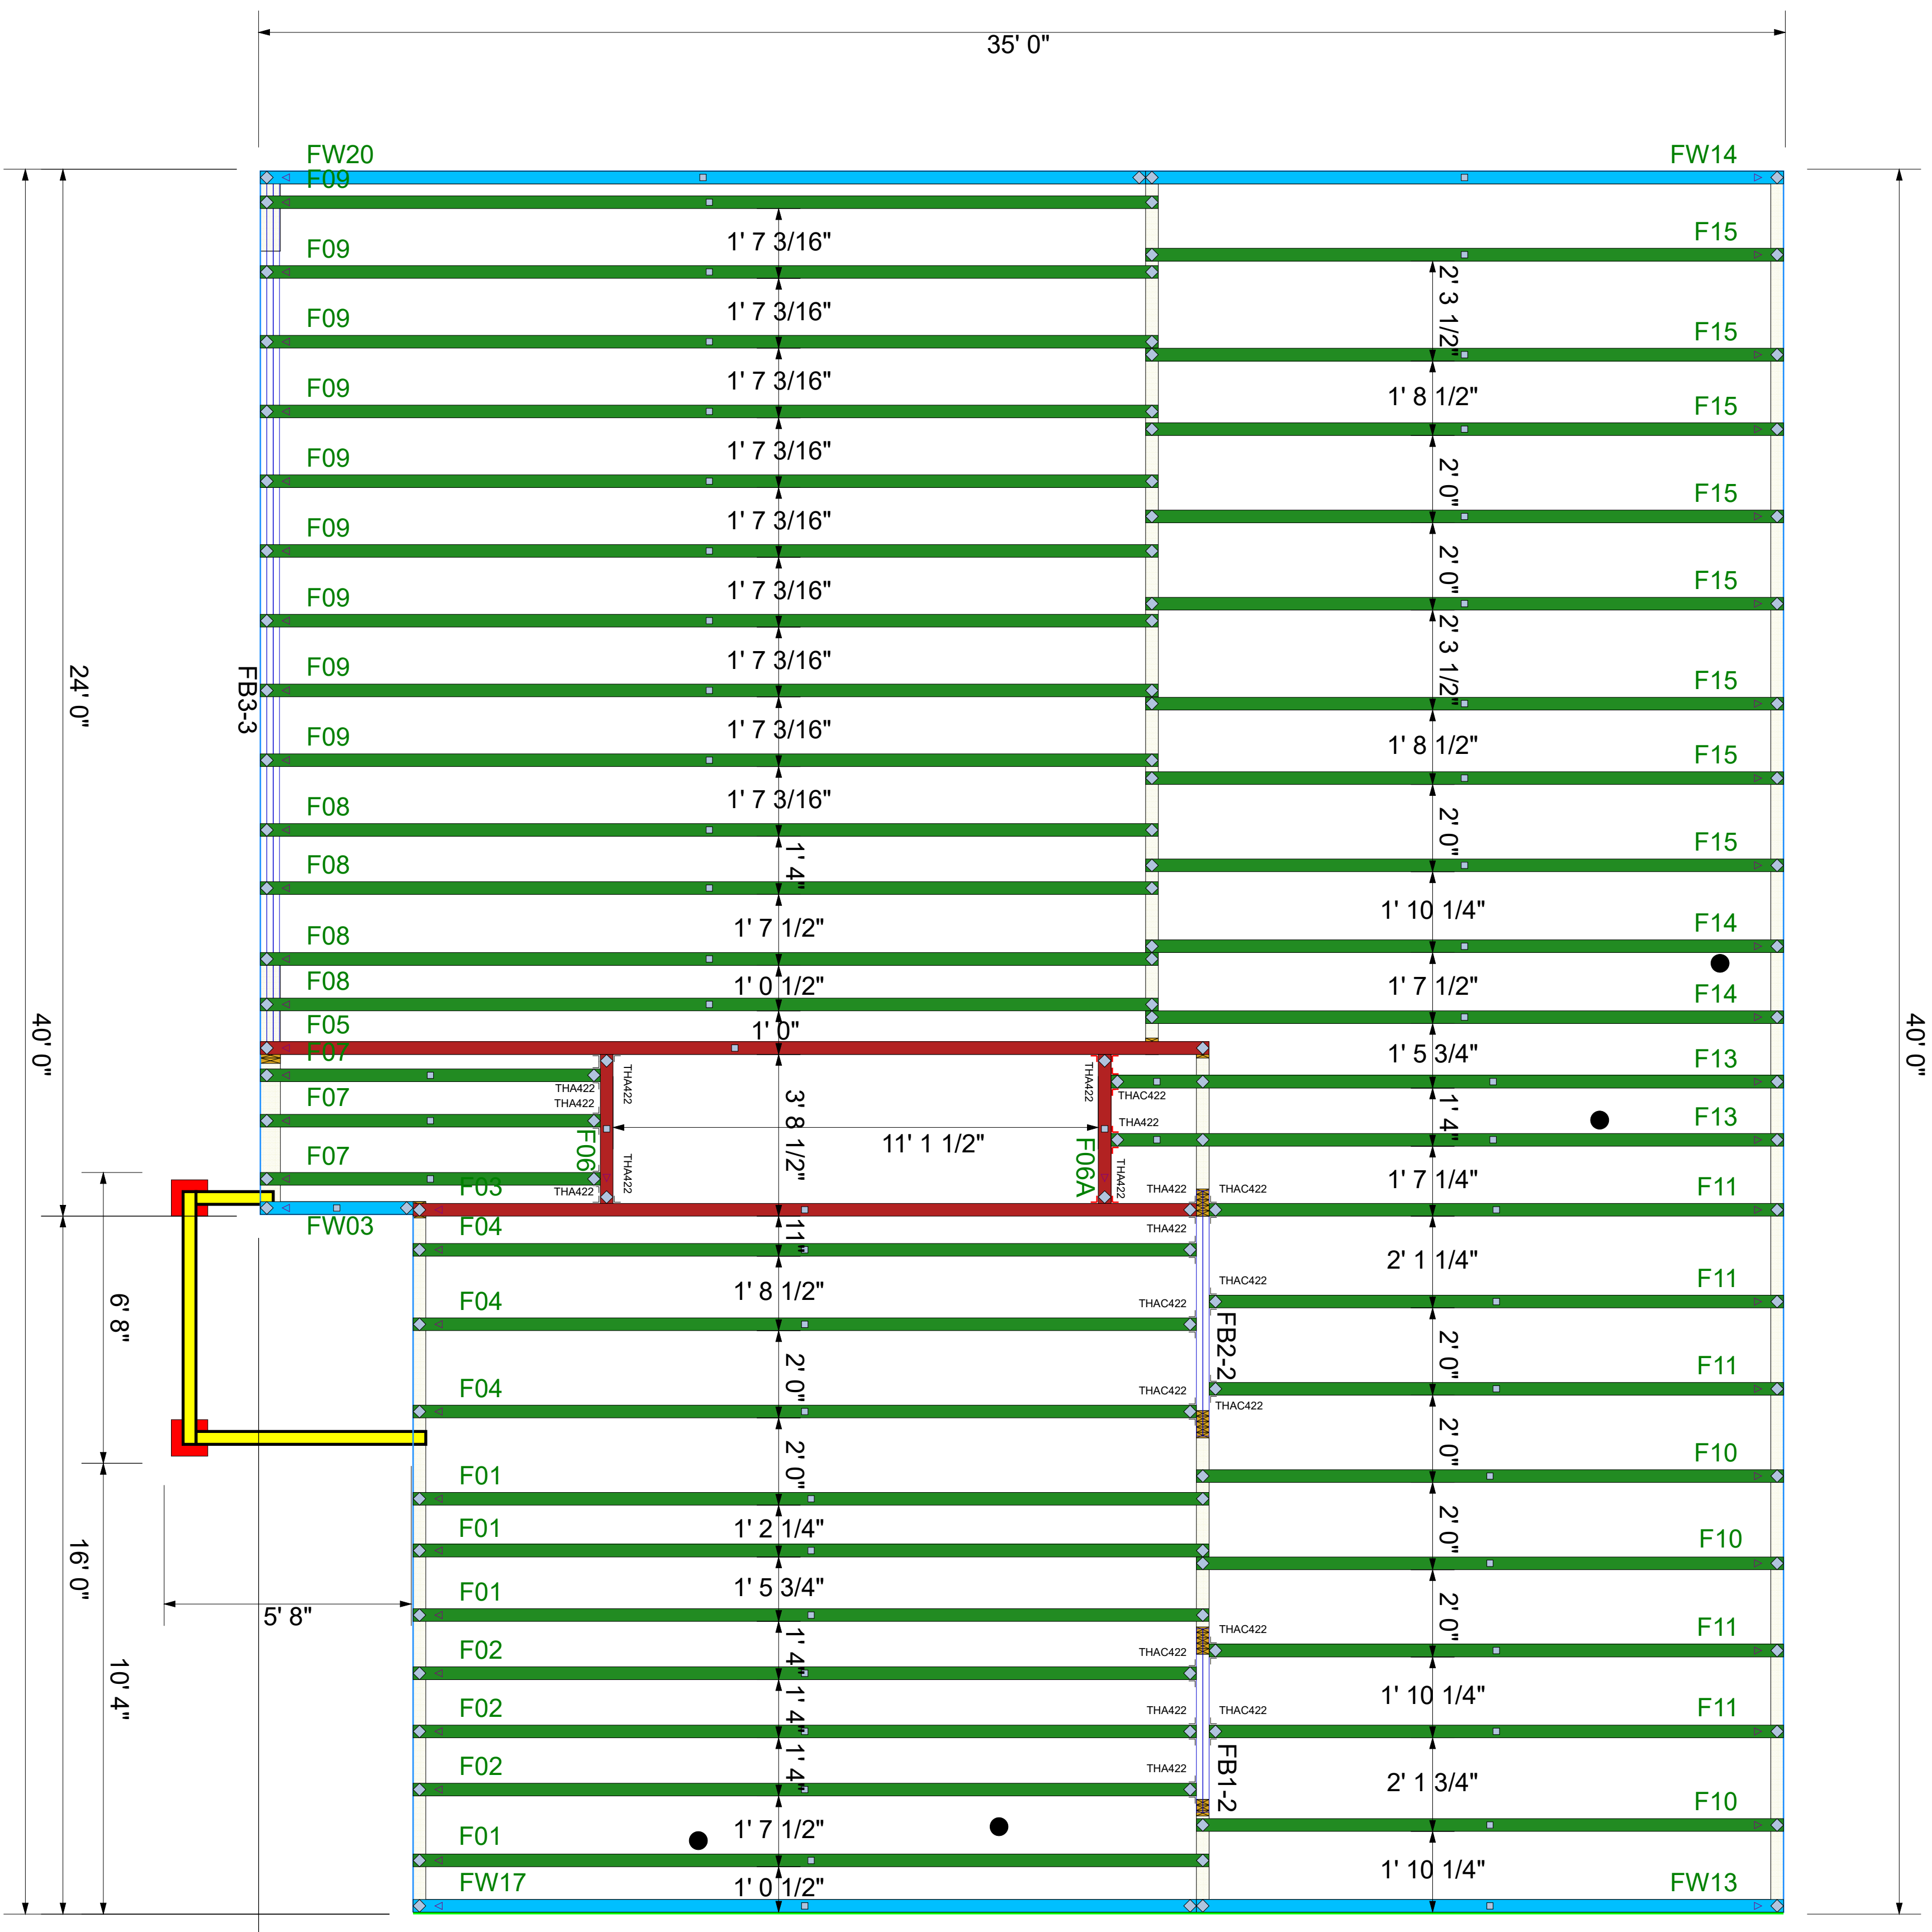 35' 0"
FW20
FW14
F09
1' 7 3/16"
F15
F09
2' 3 1/2"
1' 7 3/16"
F09
F15
1' 7 3/16"
F09
1' 8 1/2"
F15
1' 7 3/16"
F09
2' 0"
F15
1' 7 3/16"
F09
2' 0"
1' 7 3/16"
F15
F09
2' 3 1/2"
24' 0"
FB3-3
1' 7 3/16"
F09
F15
1' 7 3/16"
F09
1' 8 1/2"
F15
1' 7 3/16"
F08
2' 0"
F15
1' 4"
F08
1' 10 1/4"
1' 7 1/2"
F08
F14
1' 0 1/2"
F08
1' 7 1/2"
F14
1' 0"
F05
40' 0"
40' 0"
F07
1' 5 3/4"
F13
THA422
THA422
THA422
THAC422
THA422
F07
3' 8 1/2"
1' 4"
F13
THA422
11' 1 1/2"
F06
F06A
F07
THA422
THA422
THA422
1' 7 1/4"
F03
THA422
THAC422
F11
FW03
F04
11"
THA422
2' 1 1/4"
THAC422
F11
6' 8"
F04
1' 8 1/2"
THAC422
FB2-2
2' 0"
F04
2' 0"
THAC422
THAC422
F11
2' 0"
F01
2' 0"
F10
F01
1' 2 1/4"
2' 0"
F10
16' 0"
F01
1' 5 3/4"
5' 8"
2' 0"
THAC422
F02
1' 4"
THAC422
F11
10' 4"
F02
1' 4"
THA422
THAC422
1' 10 1/4"
F11
F02
1' 4"
THA422
FB1-2
2' 1 3/4"
F01
1' 7 1/2"
F10
FW17
1' 0 1/2"
1' 10 1/4"
FW13